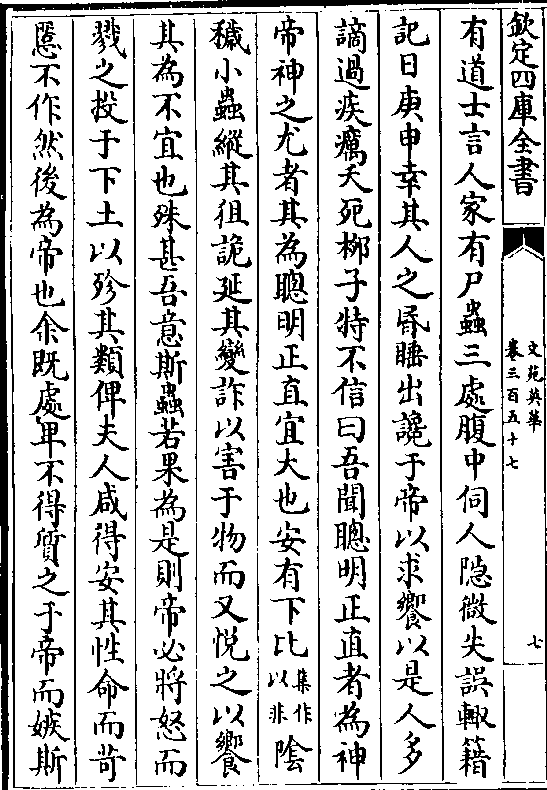 欽定四庫全書
文苑英華
卷三百五十七
七
有道士言人家有尸蟲三處腹中伺人隐微失誤輙籍
記日庚申幸其人之昬睡出讒于帝以求饗以是人多
謫過疾癘夭死桞子特不信曰吾聞聰明正直者為神
帝神之尤者其為聰明正直宜大也安有下比集作以非陰
穢小蟲縱其狙詭延其變詐以害于物而又悦之以饗
其為不宜也殊甚吾意斯蟲若果為是則帝必將怒而
戮之投于下土以殄其類俾夫人咸得安其性命而苛
慝不作然後為帝也余既處卑不得質之于帝而嫉斯